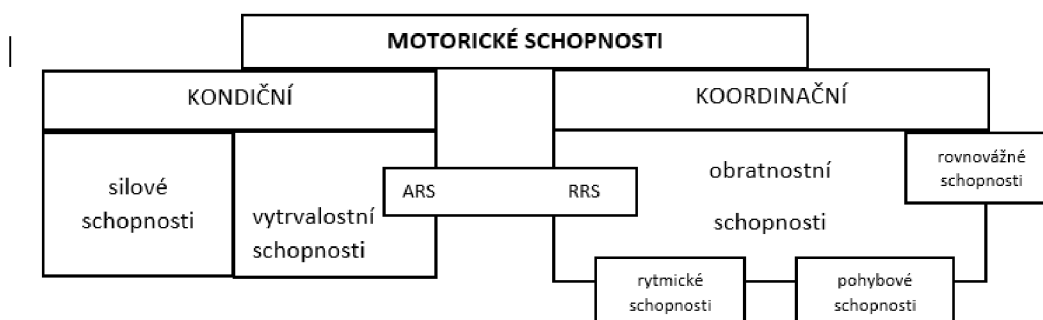 MOTORICKÉ SCHOPNOSTI
KONDIČNÍ
KOORDINAČNÍ
silové
schopnosti
vytrvalostní
schopnosti
ARS
RRS
obratnostní
schopnosti
rovnovážné
schopnosti
rytmické
schopnosti
pohybové
schopnosti